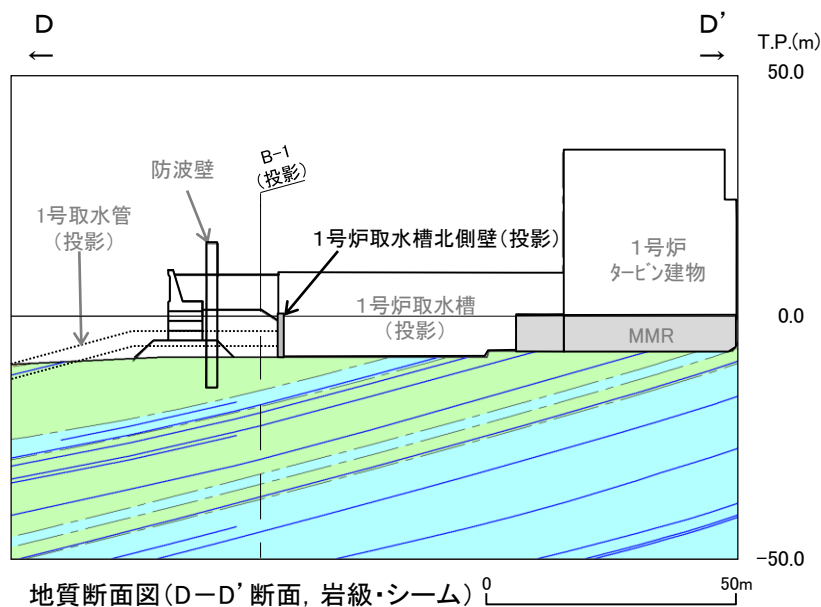 D
←
D’
→
T.P.(m)
50.0
B-1
(投影)
防波壁
1号取水管
(投影)
1号炉取水槽北側壁(投影)
1号炉
タービン建物
1号炉取水槽
(投影)
0.0
MMR
-50.0
地質断面図(D-D’断面, 岩級・シーム)
0
50m